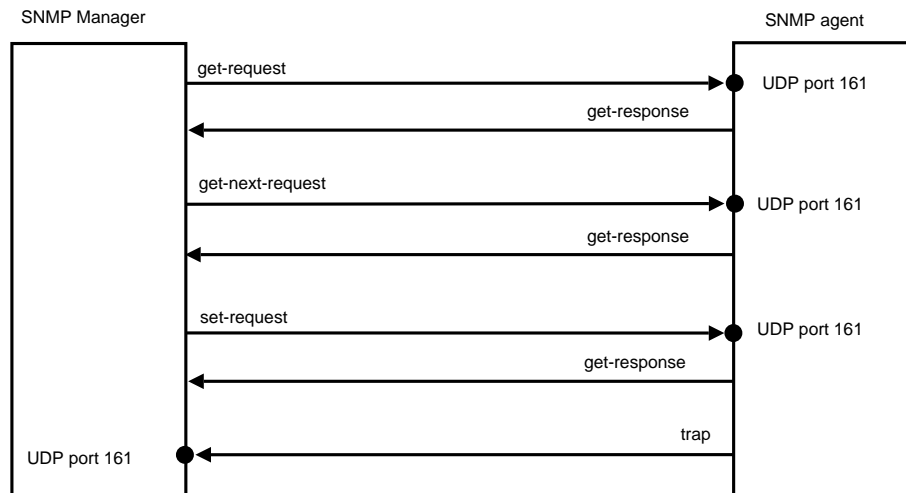 SNMP Manager
SNMP agent
get-request
UDP port 161
get-response
get-next-request
UDP port 161
get-response
set-request
UDP port 161
get-response
trap
UDP port 161